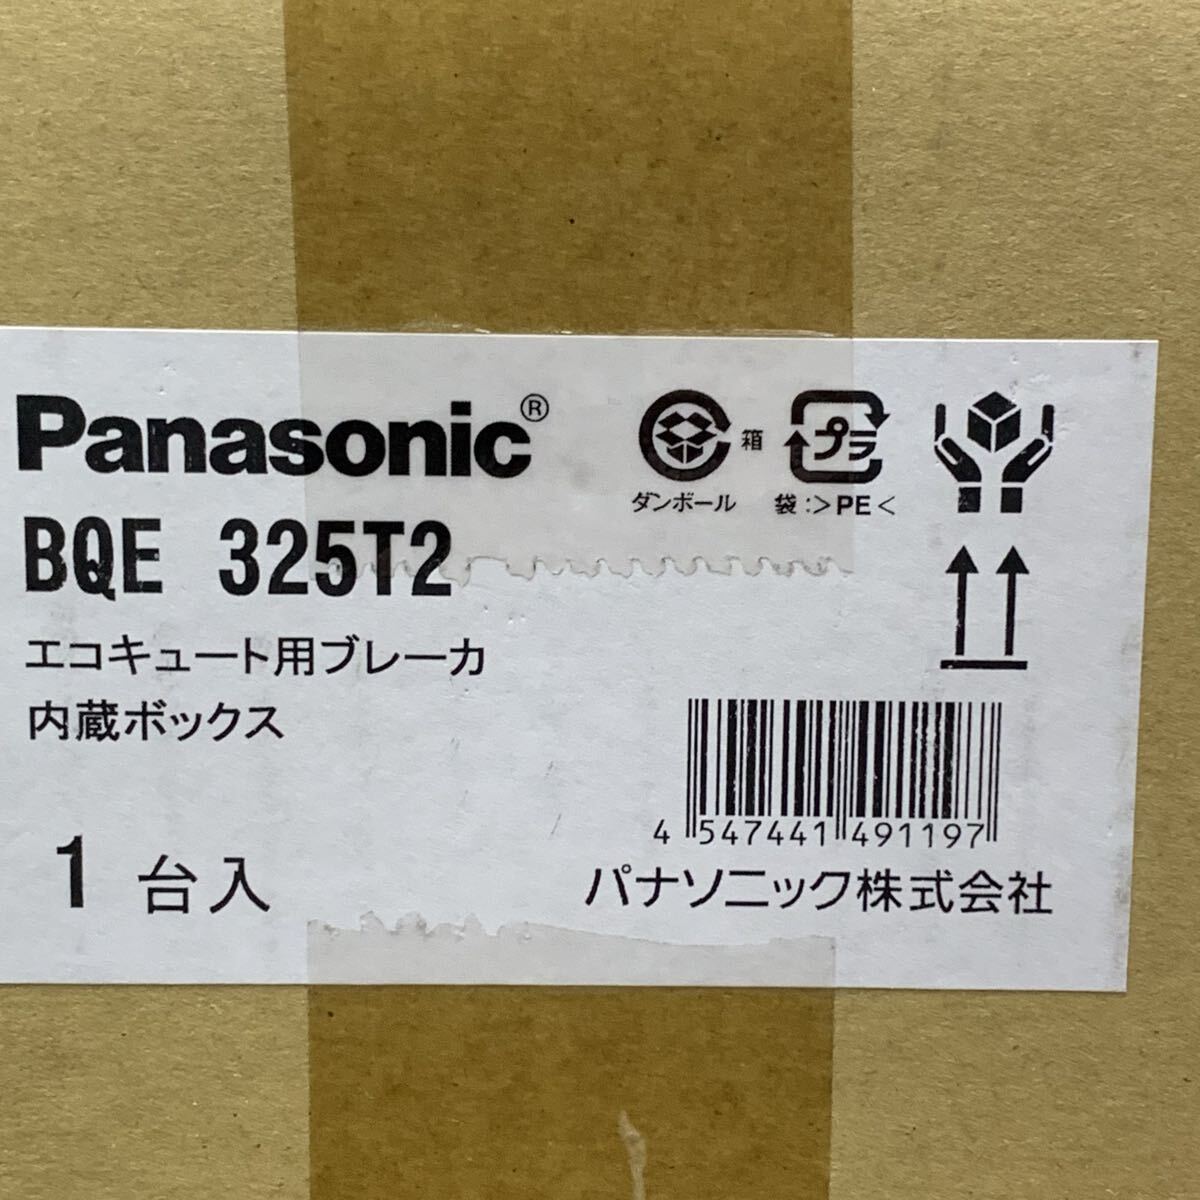 Panasonic®
箱
プラ
ダンボール
袋:>PE<
BQE 325T2
エコキュート用ブレーカ
内蔵ボックス
1 台入
4 547441 491197
パナソニック株式会社